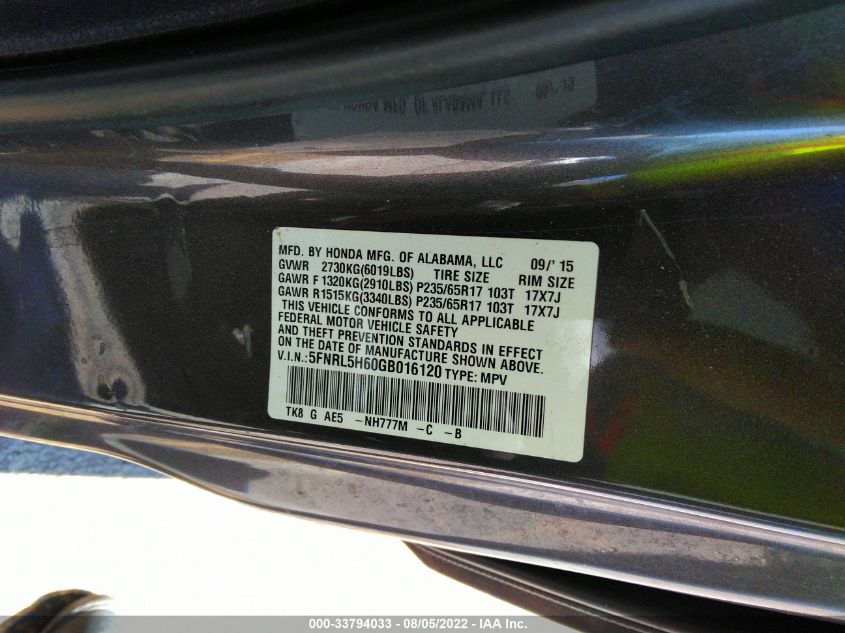 MFD. BY HONDA MFG. OF ALABAMA, LLC 09/' 15
GVWR 2730KG(6019LBS) TIRE SIZE RIM SIZE
GAWR F 1320KG(2910LBS) P235/65R17 103T 17X7J
GAWR R1515KG(3340LBS) P235/65R17 103T 17X7J
THIS VEHICLE CONFORMS TO ALL APPLICABLE
FEDERAL MOTOR VEHICLE SAFETY
AND THEFT PREVENTION STANDARDS IN EFFECT
ON THE DATE OF MANUFACTURE SHOWN ABOVE.
V.I.N.: 5FNRL5H60GB016120 TYPE: MPV
TK8 G AE5 -NH777M -C -B
000-33794033 - 08/05/2022 - IAA Inc.